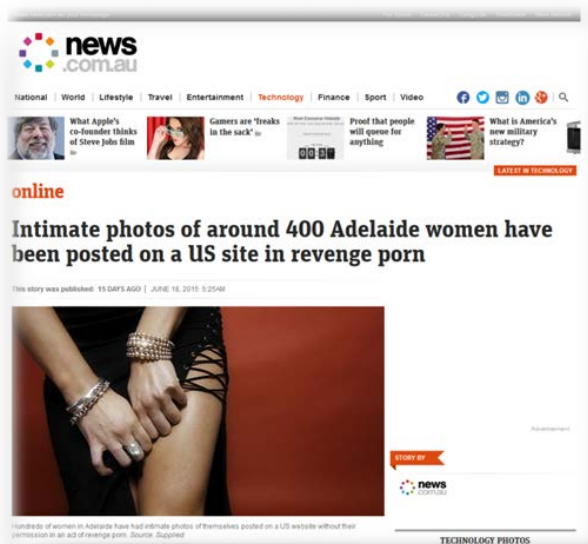 news
.com.au
National | World | Lifestyle | Travel | Entertainment | Technology | Finance | Sport | Video
What Apple's
co-founder thinks
of Steve Jobs film
Gamers are 'freaks
in the sack'
Proof that people
will queue for
anything
What is America's
new military
strategy?
LATEST IN TECHNOLOGY
online
Intimate photos of around 400 Adelaide women have
been posted on a US site in revenge porn
This story was published: 15 DAYS AGO | JUNE 18, 2015 5:25AM
Advertisement
STORY BY
news
.com.au
Hundreds of women in Adelaide have had intimate photos of themselves posted on a US website without their
permission in an act of revenge porn. Source: Supplied
TECHNOLOGY PHOTOS